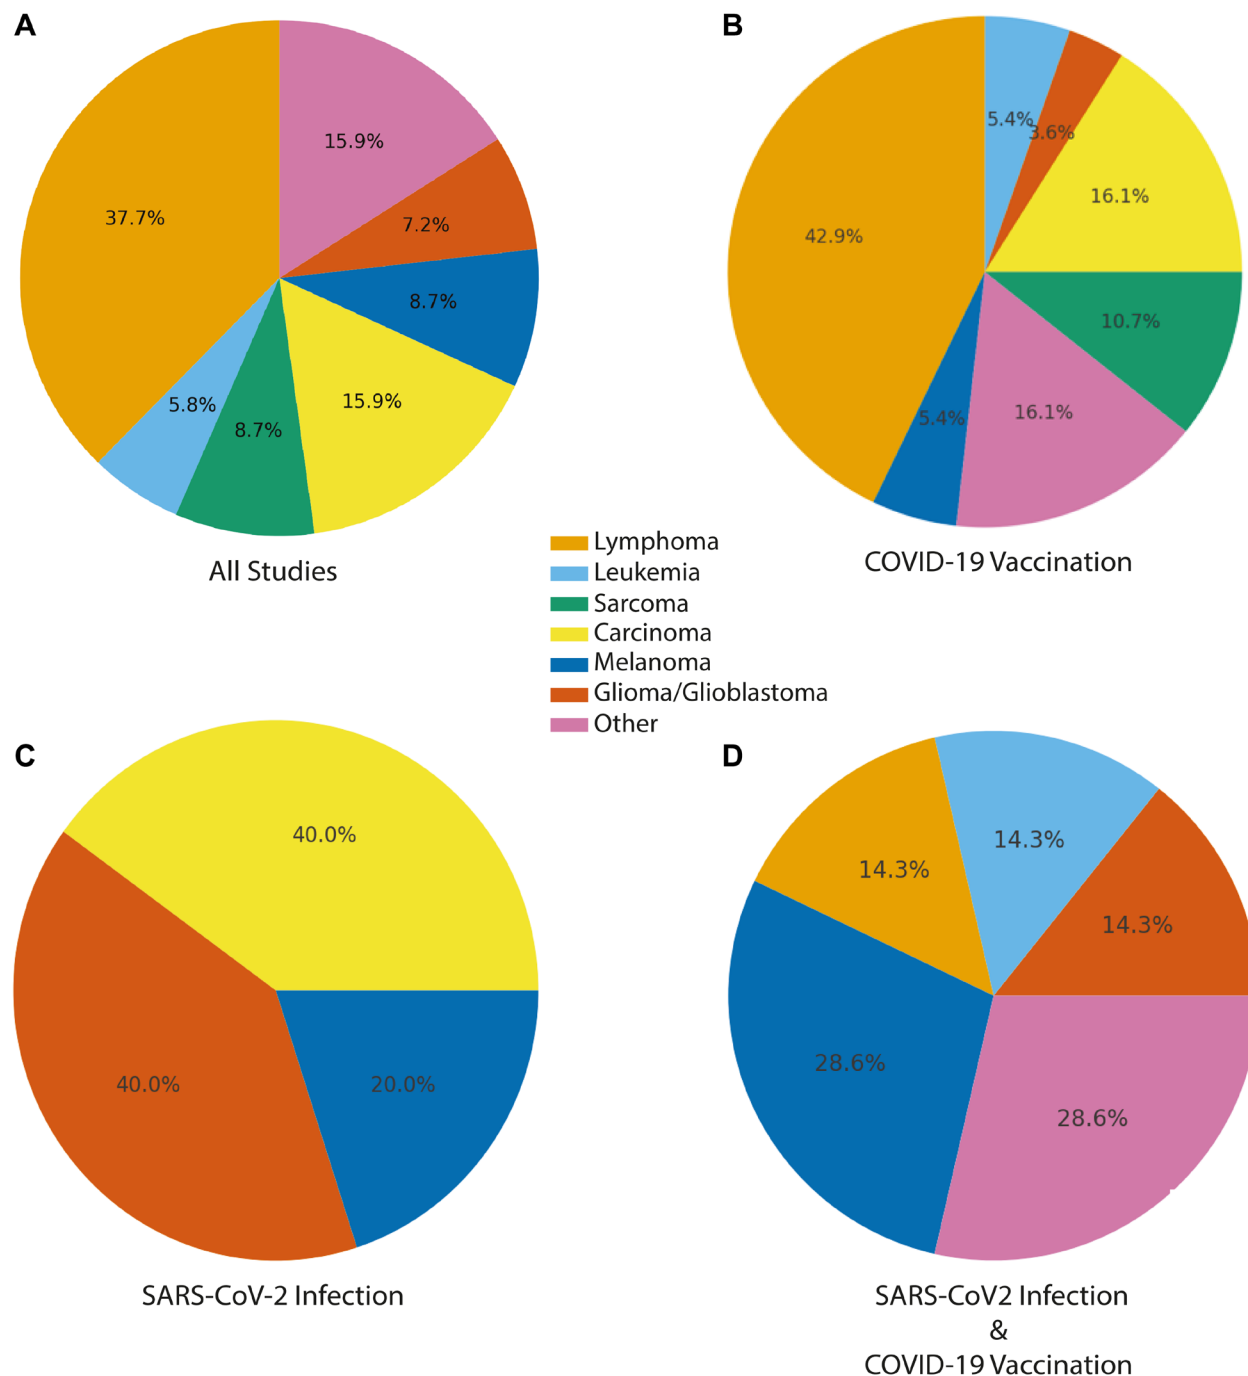 A
15.9%
37.7%
7.2%
8.7%
5.8%
15.9%
8.7%
All Studies
B
5.4%
3.6%
16.1%
42.9%
10.7%
5.4%
16.1%
COVID-19 Vaccination
Lymphoma
Leukemia
Sarcoma
Carcinoma
Melanoma
Glioma/Glioblastoma
Other
C
40.0%
40.0%
20.0%
SARS-CoV-2 Infection
D
14.3%
14.3%
14.3%
28.6%
28.6%
SARS-CoV2 Infection
&
COVID-19 Vaccination